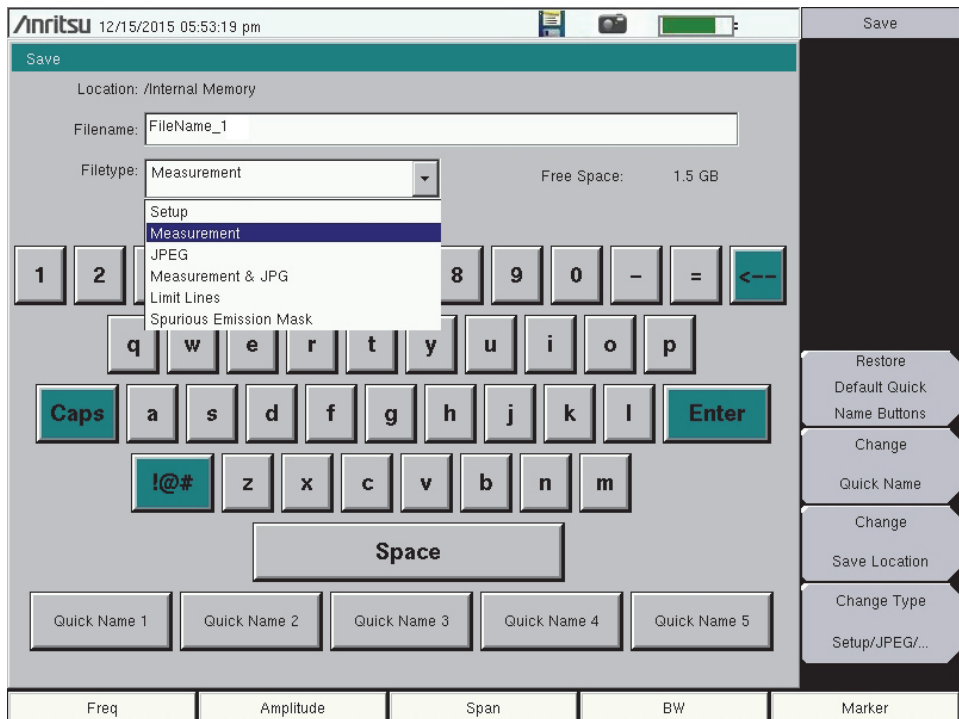 Anritsu 12/15/2015 05:53:19 pm
Save
Save
Location: /Internal Memory
Filename: FileName_1
Filetype: Measurement
Free Space: 1.5 GB
Setup
Measurement
JPEG
Measurement & JPG
Limit Lines
Spurious Emission Mask
1 2 8 9 0 - = <--
q w e r t y u i o p
Caps a s d f g h j k l Enter
!@# z x c v b n m
Space
Quick Name 1 Quick Name 2 Quick Name 3 Quick Name 4 Quick Name 5
Restore
Default Quick
Name Buttons
Change
Quick Name
Change
Save Location
Change Type
Setup/JPEG/...
Freq Amplitude Span BW Marker